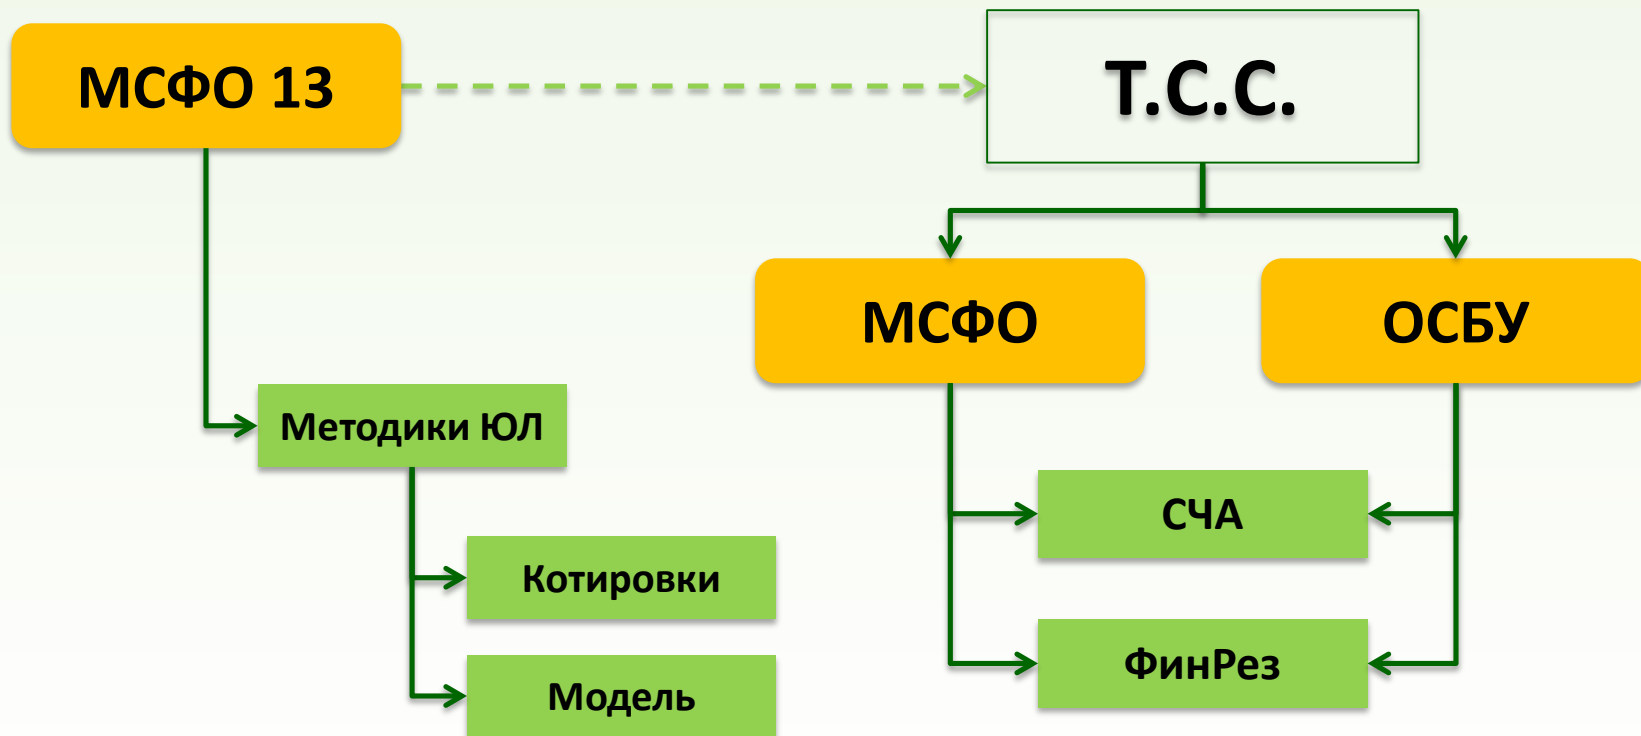 МСФО 13
Т.С.С.
МСФО
ОСБУ
Методики ЮЛ
СЧА
Котировки
ФинРез
Модель